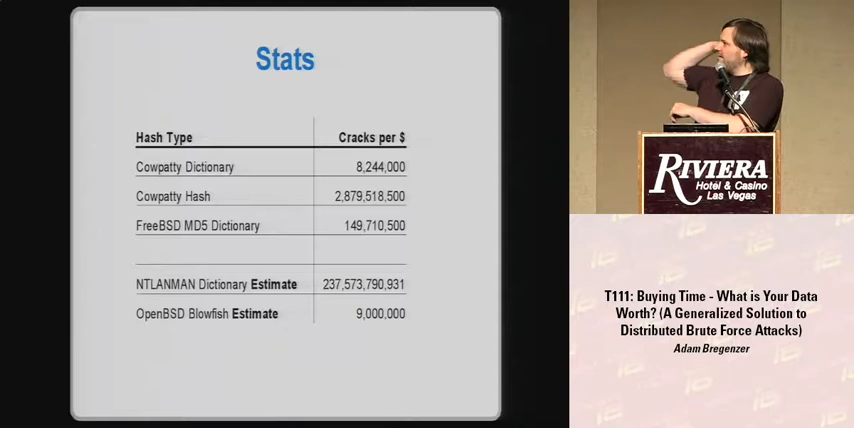 Stats
Hash Type Cracks per $
Cowpatty Dictionary 8,244,000
Cowpatty Hash 2,879,518,500
FreeBSD MD5 Dictionary 149,710,500
NTLANMAN Dictionary Estimate 237,573,790,931
OpenBSD Blowfish Estimate 9,000,000
RIVIERA
Hotel & Casino
Las Vegas
T111: Buying Time - What is Your Data
Worth? (A Generalized Solution to
Distributed Brute Force Attacks)
Adam Bregenzer